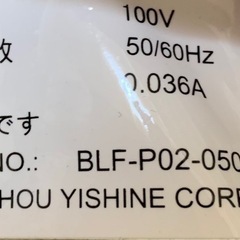 100V
数 50/60Hz
0.036A
です
NO.: BLF-P02-050
HOU YISHINE CORP